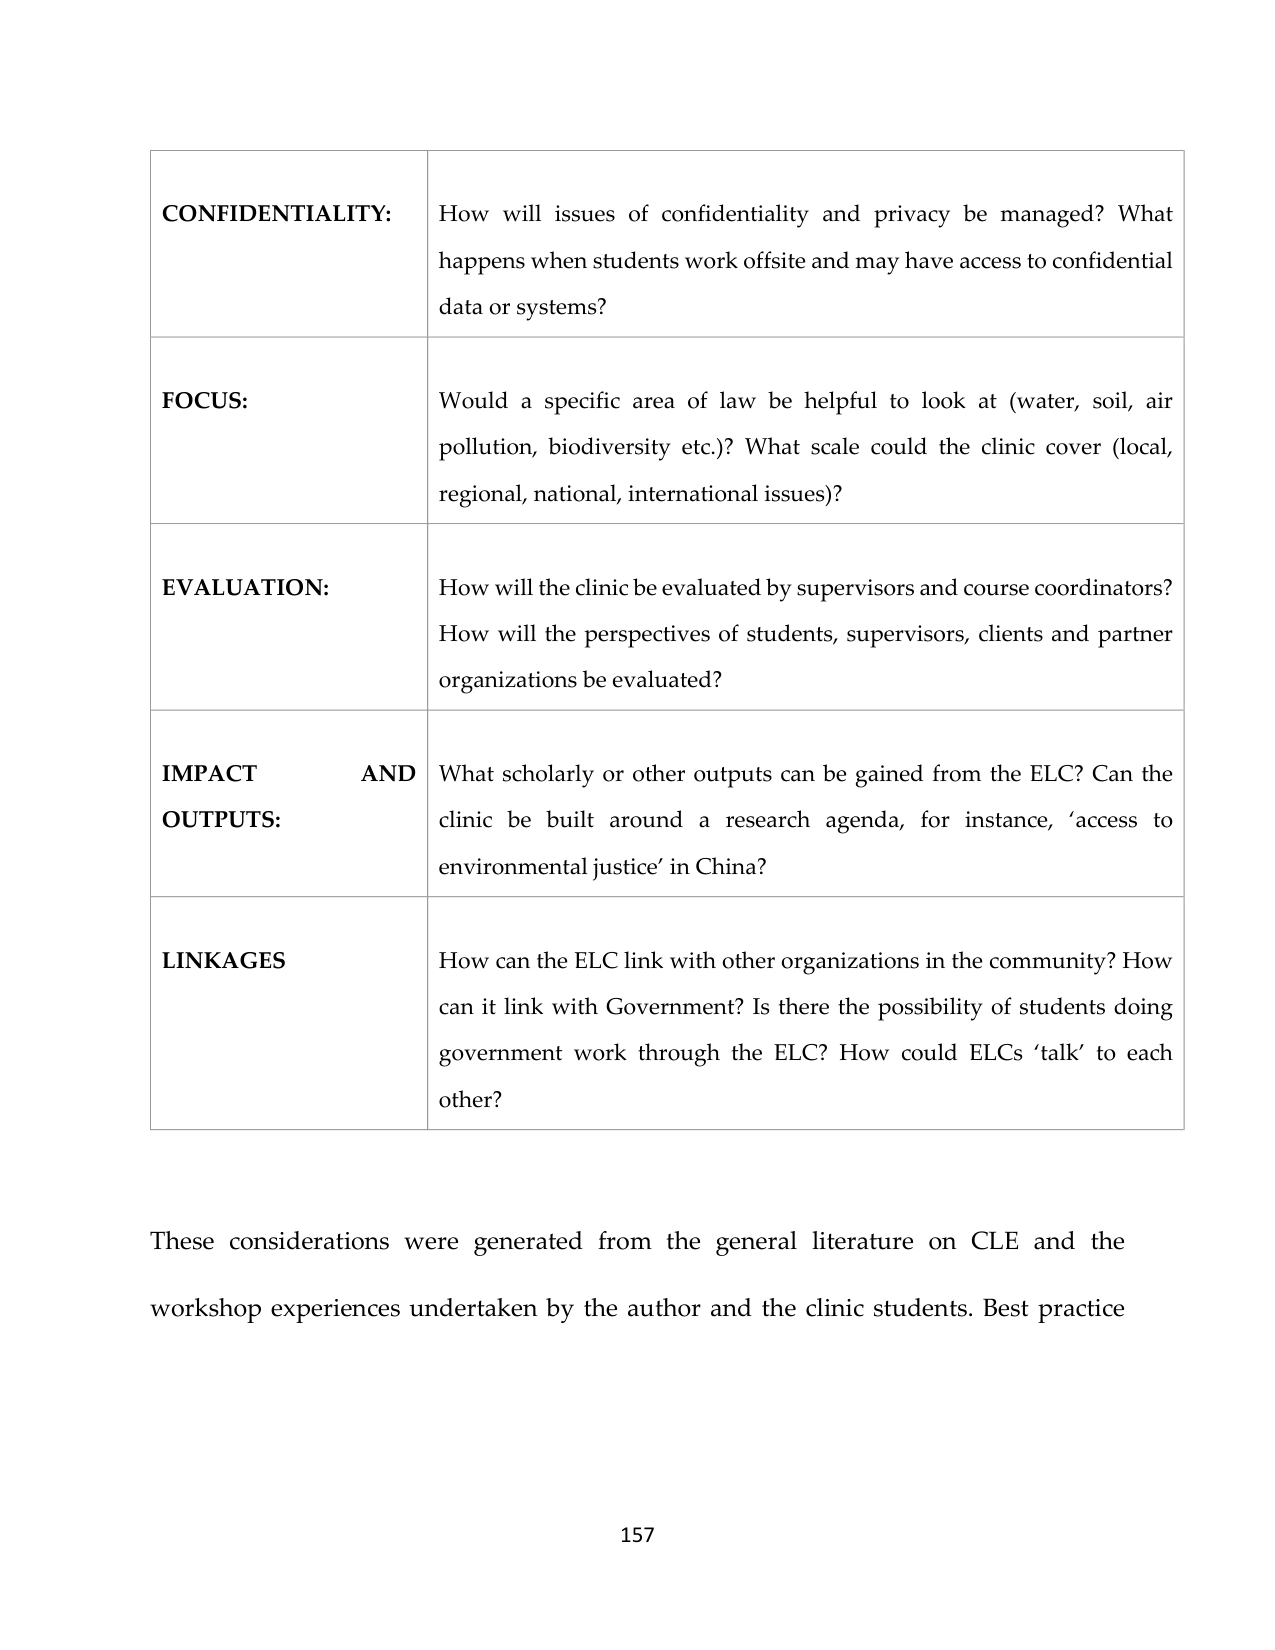 CONFIDENTIALITY:
How will issues of confidentiality and privacy be managed? What
happens when students work offsite and may have access to confidential
data or systems?
FOCUS:
Would a specific area of law be helpful to look at (water, soil, air
pollution, biodiversity etc.)? What scale could the clinic cover (local,
regional, national, international issues)?
EVALUATION:
How will the clinic be evaluated by supervisors and course coordinators?
How will the perspectives of students, supervisors, clients and partner
organizations be evaluated?
IMPACT AND
OUTPUTS:
What scholarly or other outputs can be gained from the ELC? Can the
clinic be built around a research agenda, for instance, ‘access to
environmental justice’ in China?
LINKAGES
How can the ELC link with other organizations in the community? How
can it link with Government? Is there the possibility of students doing
government work through the ELC? How could ELCs ‘talk’ to each
other?
These considerations were generated from the general literature on CLE and the
workshop experiences undertaken by the author and the clinic students. Best practice
157